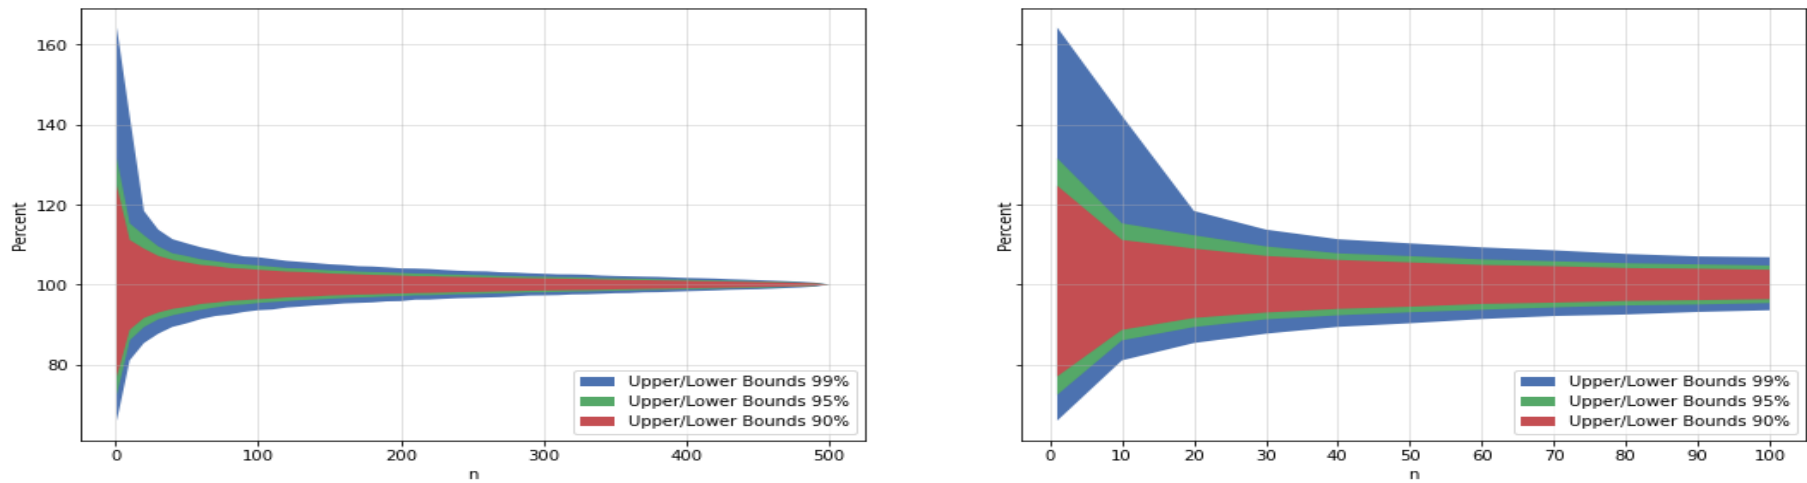 160
140
120
100
80
Percent
0
100
200
300
400
500
n
Upper/Lower Bounds 99%
Upper/Lower Bounds 95%
Upper/Lower Bounds 90%
Percent
0
10
20
30
40
50
60
70
80
90
100
n
Upper/Lower Bounds 99%
Upper/Lower Bounds 95%
Upper/Lower Bounds 90%